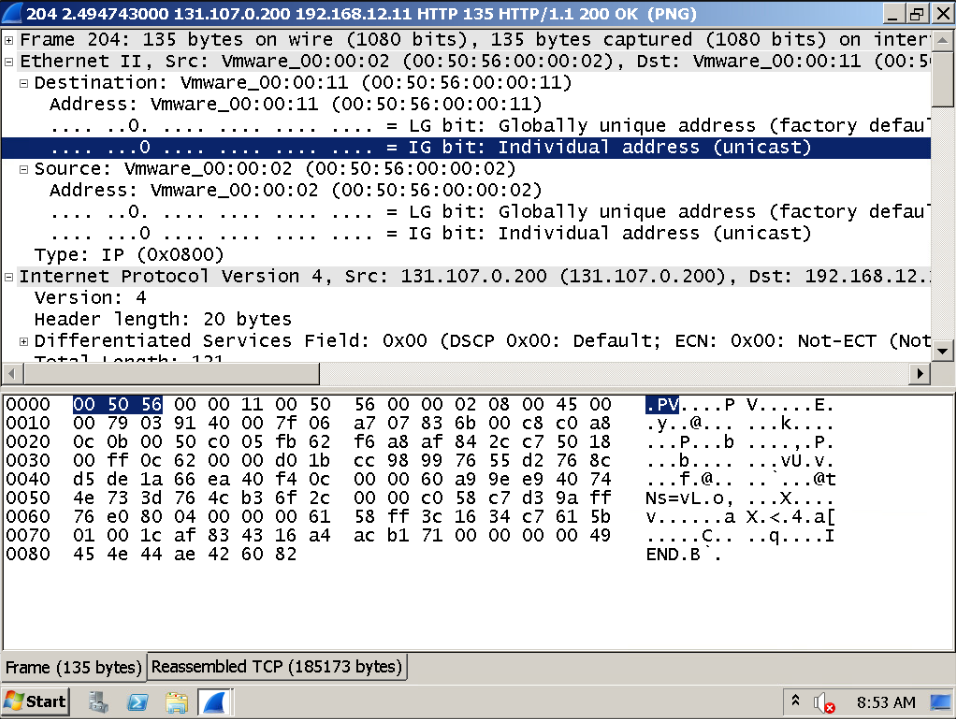 204 2.494743000 131.107.0.200 192.168.12.11 HTTP 135 HTTP/1.1 200 OK (PNG)
Frame 204: 135 bytes on wire (1080 bits), 135 bytes captured (1080 bits) on inter
Ethernet II, Src: Vmware_00:00:02 (00:50:56:00:00:02), Dst: Vmware_00:00:11 (00:5
Destination: Vmware_00:00:11 (00:50:56:00:00:11)
Address: Vmware_00:00:11 (00:50:56:00:00:11)
.... ..0. .... .... .... .... = LG bit: Globally unique address (factory defaul
.... ...0 .... .... .... .... = IG bit: Individual address (unicast)
Source: Vmware_00:00:02 (00:50:56:00:00:02)
Address: Vmware_00:00:02 (00:50:56:00:00:02)
.... ..0. .... .... .... .... = LG bit: Globally unique address (factory defaul
.... ...0 .... .... .... .... = IG bit: Individual address (unicast)
Type: IP (0x0800)
Internet Protocol Version 4, Src: 131.107.0.200 (131.107.0.200), Dst: 192.168.12.
Version: 4
Header length: 20 bytes
Differentiated Services Field: 0x00 (DSCP 0x00: Default; ECN: 0x00: Not-ECT (Not
Total Length: 121
0000 00 50 56 00 00 11 00 50 56 00 00 02 08 00 45 00 .PV....P V.....E.
0010 00 79 03 91 40 00 7f 06 a7 07 83 6b 00 c8 c0 a8 .y..@... ...k....
0020 0c 0b 00 50 c0 05 fb 62 f6 a8 af 84 2c c7 50 18 ...P...b ....,.P.
0030 00 ff 0c 62 00 00 d0 1b cc 98 99 76 55 d2 76 8c ...b.... ...vU.v.
0040 d5 de 1a 66 ea 40 f4 0c 00 00 60 a9 9e e9 40 74 ...f.@.. ..`...@t
0050 4e 73 3d 76 4c b3 6f 2c 00 00 c0 58 c7 d3 9a ff Ns=vL.o, ...X....
0060 76 e0 80 04 00 00 00 61 58 ff 3c 16 34 c7 61 5b v......a X.<.4.a[
0070 01 00 1c af 83 43 16 a4 ac b1 71 00 00 00 00 49 .....C.. ..q....I
0080 45 4e 44 ae 42 60 82 END.B`.
Frame (135 bytes) Reassembled TCP (185173 bytes)
Start 8:53 AM